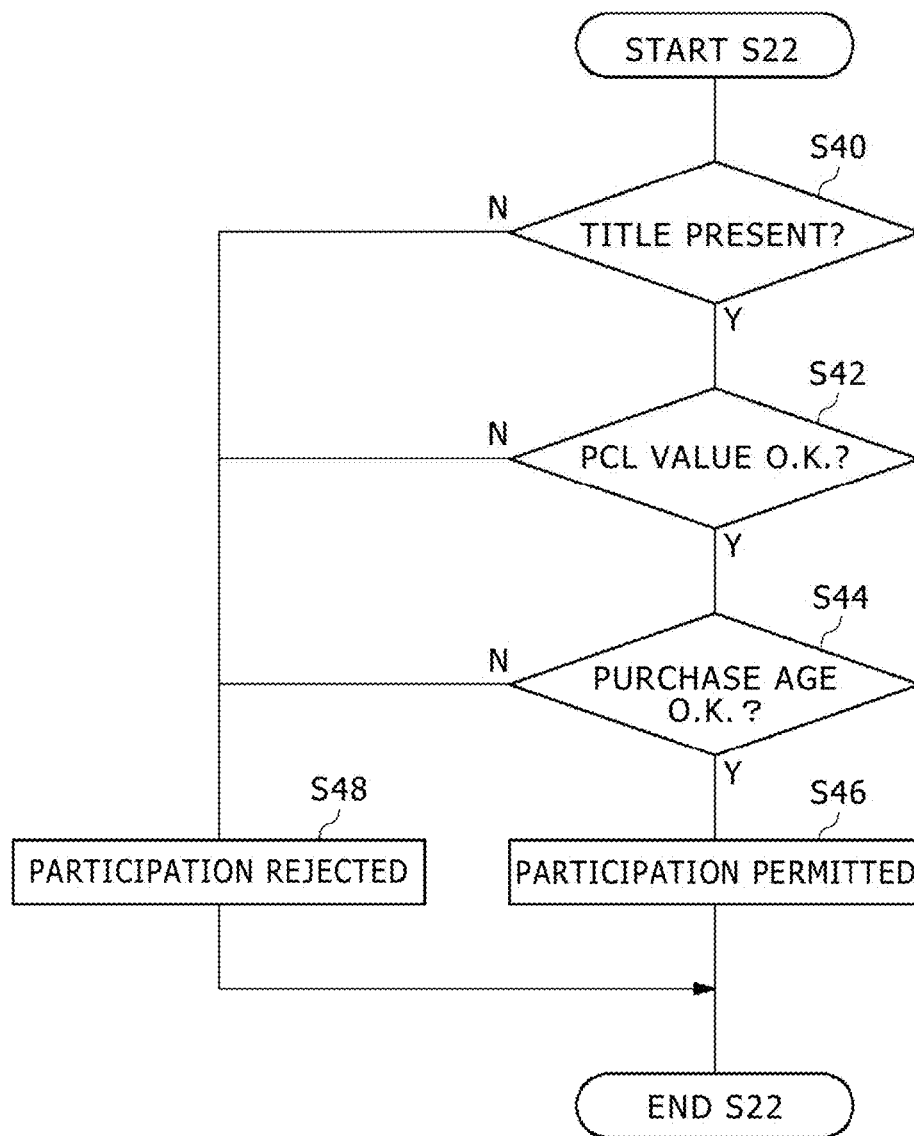 START S22
S40
N
TITLE PRESENT?
Y
S42
N
PCL VALUE O.K.?
Y
S44
N
PURCHASE AGE
O.K.?
Y
S48
S46
PARTICIPATION REJECTED
PARTICIPATION PERMITTED
END S22